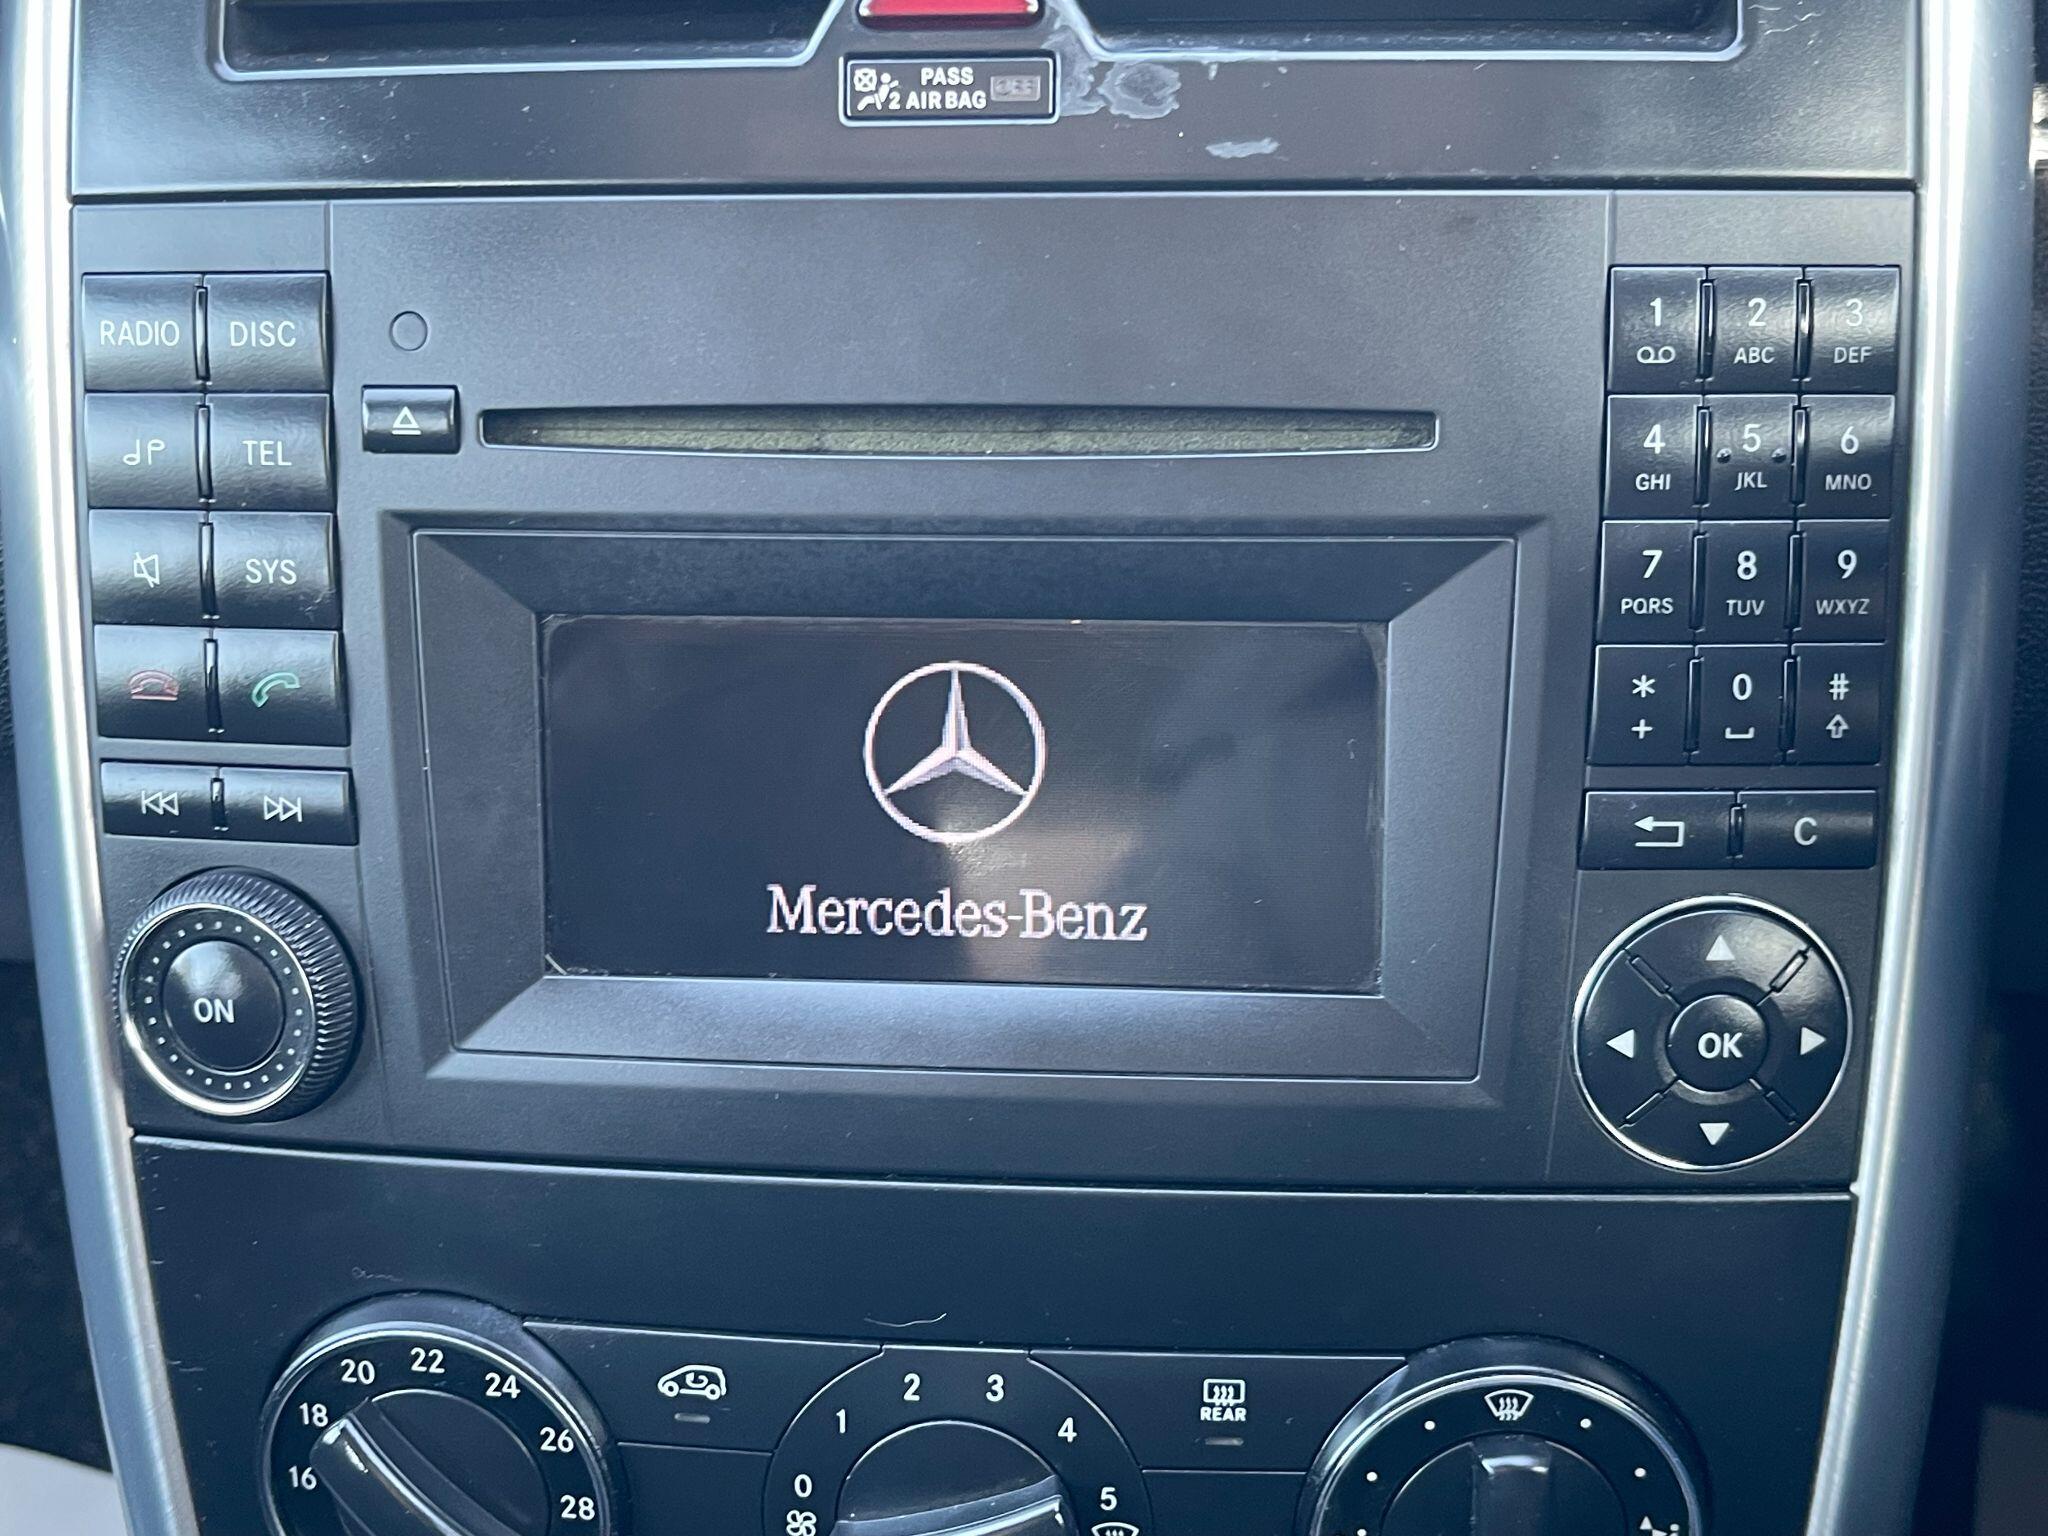 PASS
2 AIRBAG OFF
RADIO DISC
TEL
SYS
ON
1 2 3
ABC DEF
4 5 6
GHI JKL MNO
7 8 9
PQRS TUV WXYZ
* 0 #
+
C
OK
Mercedes-Benz
16 18 20 22 24 26 28
0 1 2 3 4 5
REAR